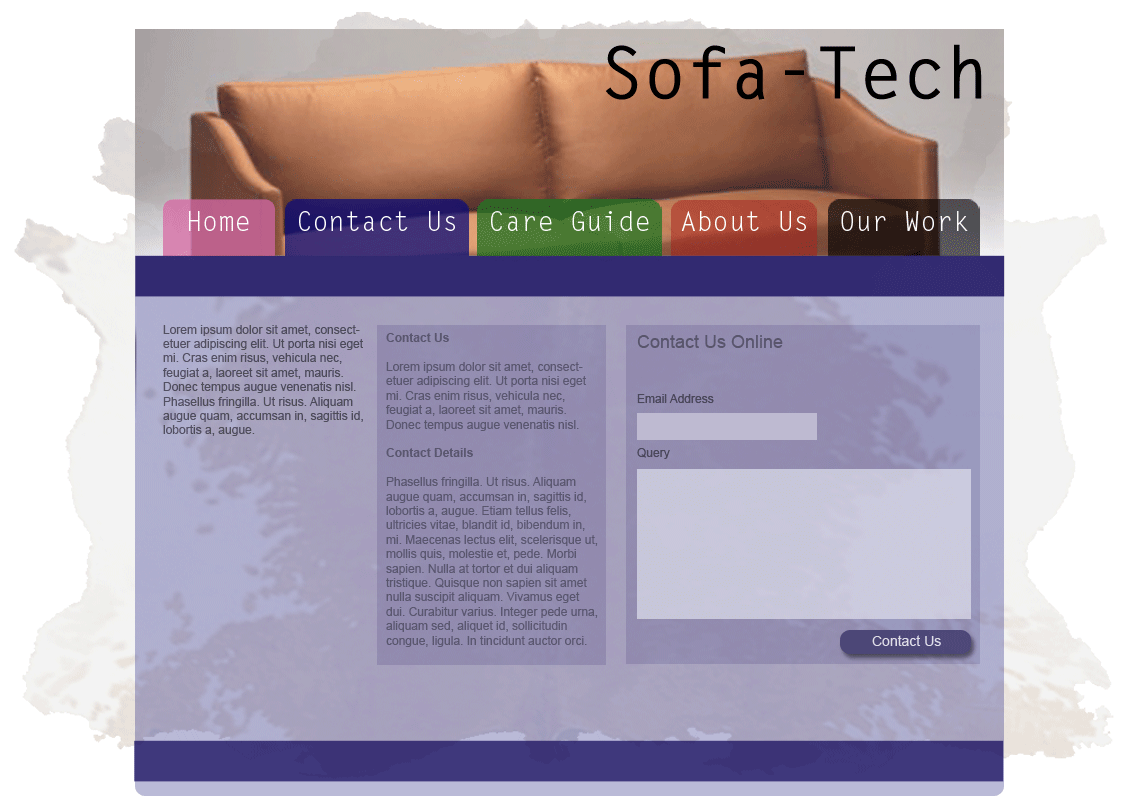 Sofa-Tech
Home
Contact Us
Care Guide
About Us
Our Work
Lorem ipsum dolor sit amet, consect-
etuer adipiscing elit. Ut porta nisi eget
mi. Cras enim risus, vehicula nec,
feugiat a, laoreet sit amet, mauris.
Donec tempus augue venenatis nisl.
Phasellus fringilla. Ut risus. Aliquam
augue quam, accumsan in, sagittis id,
lobortis a, augue.
Contact Us
Lorem ipsum dolor sit amet, consect-
etuer adipiscing elit. Ut porta nisi eget
mi. Cras enim risus, vehicula nec,
feugiat a, laoreet sit amet, mauris.
Donec tempus augue venenatis nisl.
Contact Details
Phasellus fringilla. Ut risus. Aliquam
augue quam, accumsan in, sagittis id,
lobortis a, augue. Etiam tellus felis,
ultricies vitae, blandit id, bibendum in,
mi. Maecenas lectus elit, scelerisque ut,
mollis quis, molestie et, pede. Morbi
sapien. Nulla at tortor et dui aliquam
tristique. Quisque non sapien sit amet
nulla suscipit aliquam. Vivamus eget
dui. Curabitur varius. Integer pede urna,
aliquam sed, aliquet id, sollicitudin
congue, ligula. In tincidunt auctor orci.
Contact Us Online
Email Address
Query
Contact Us